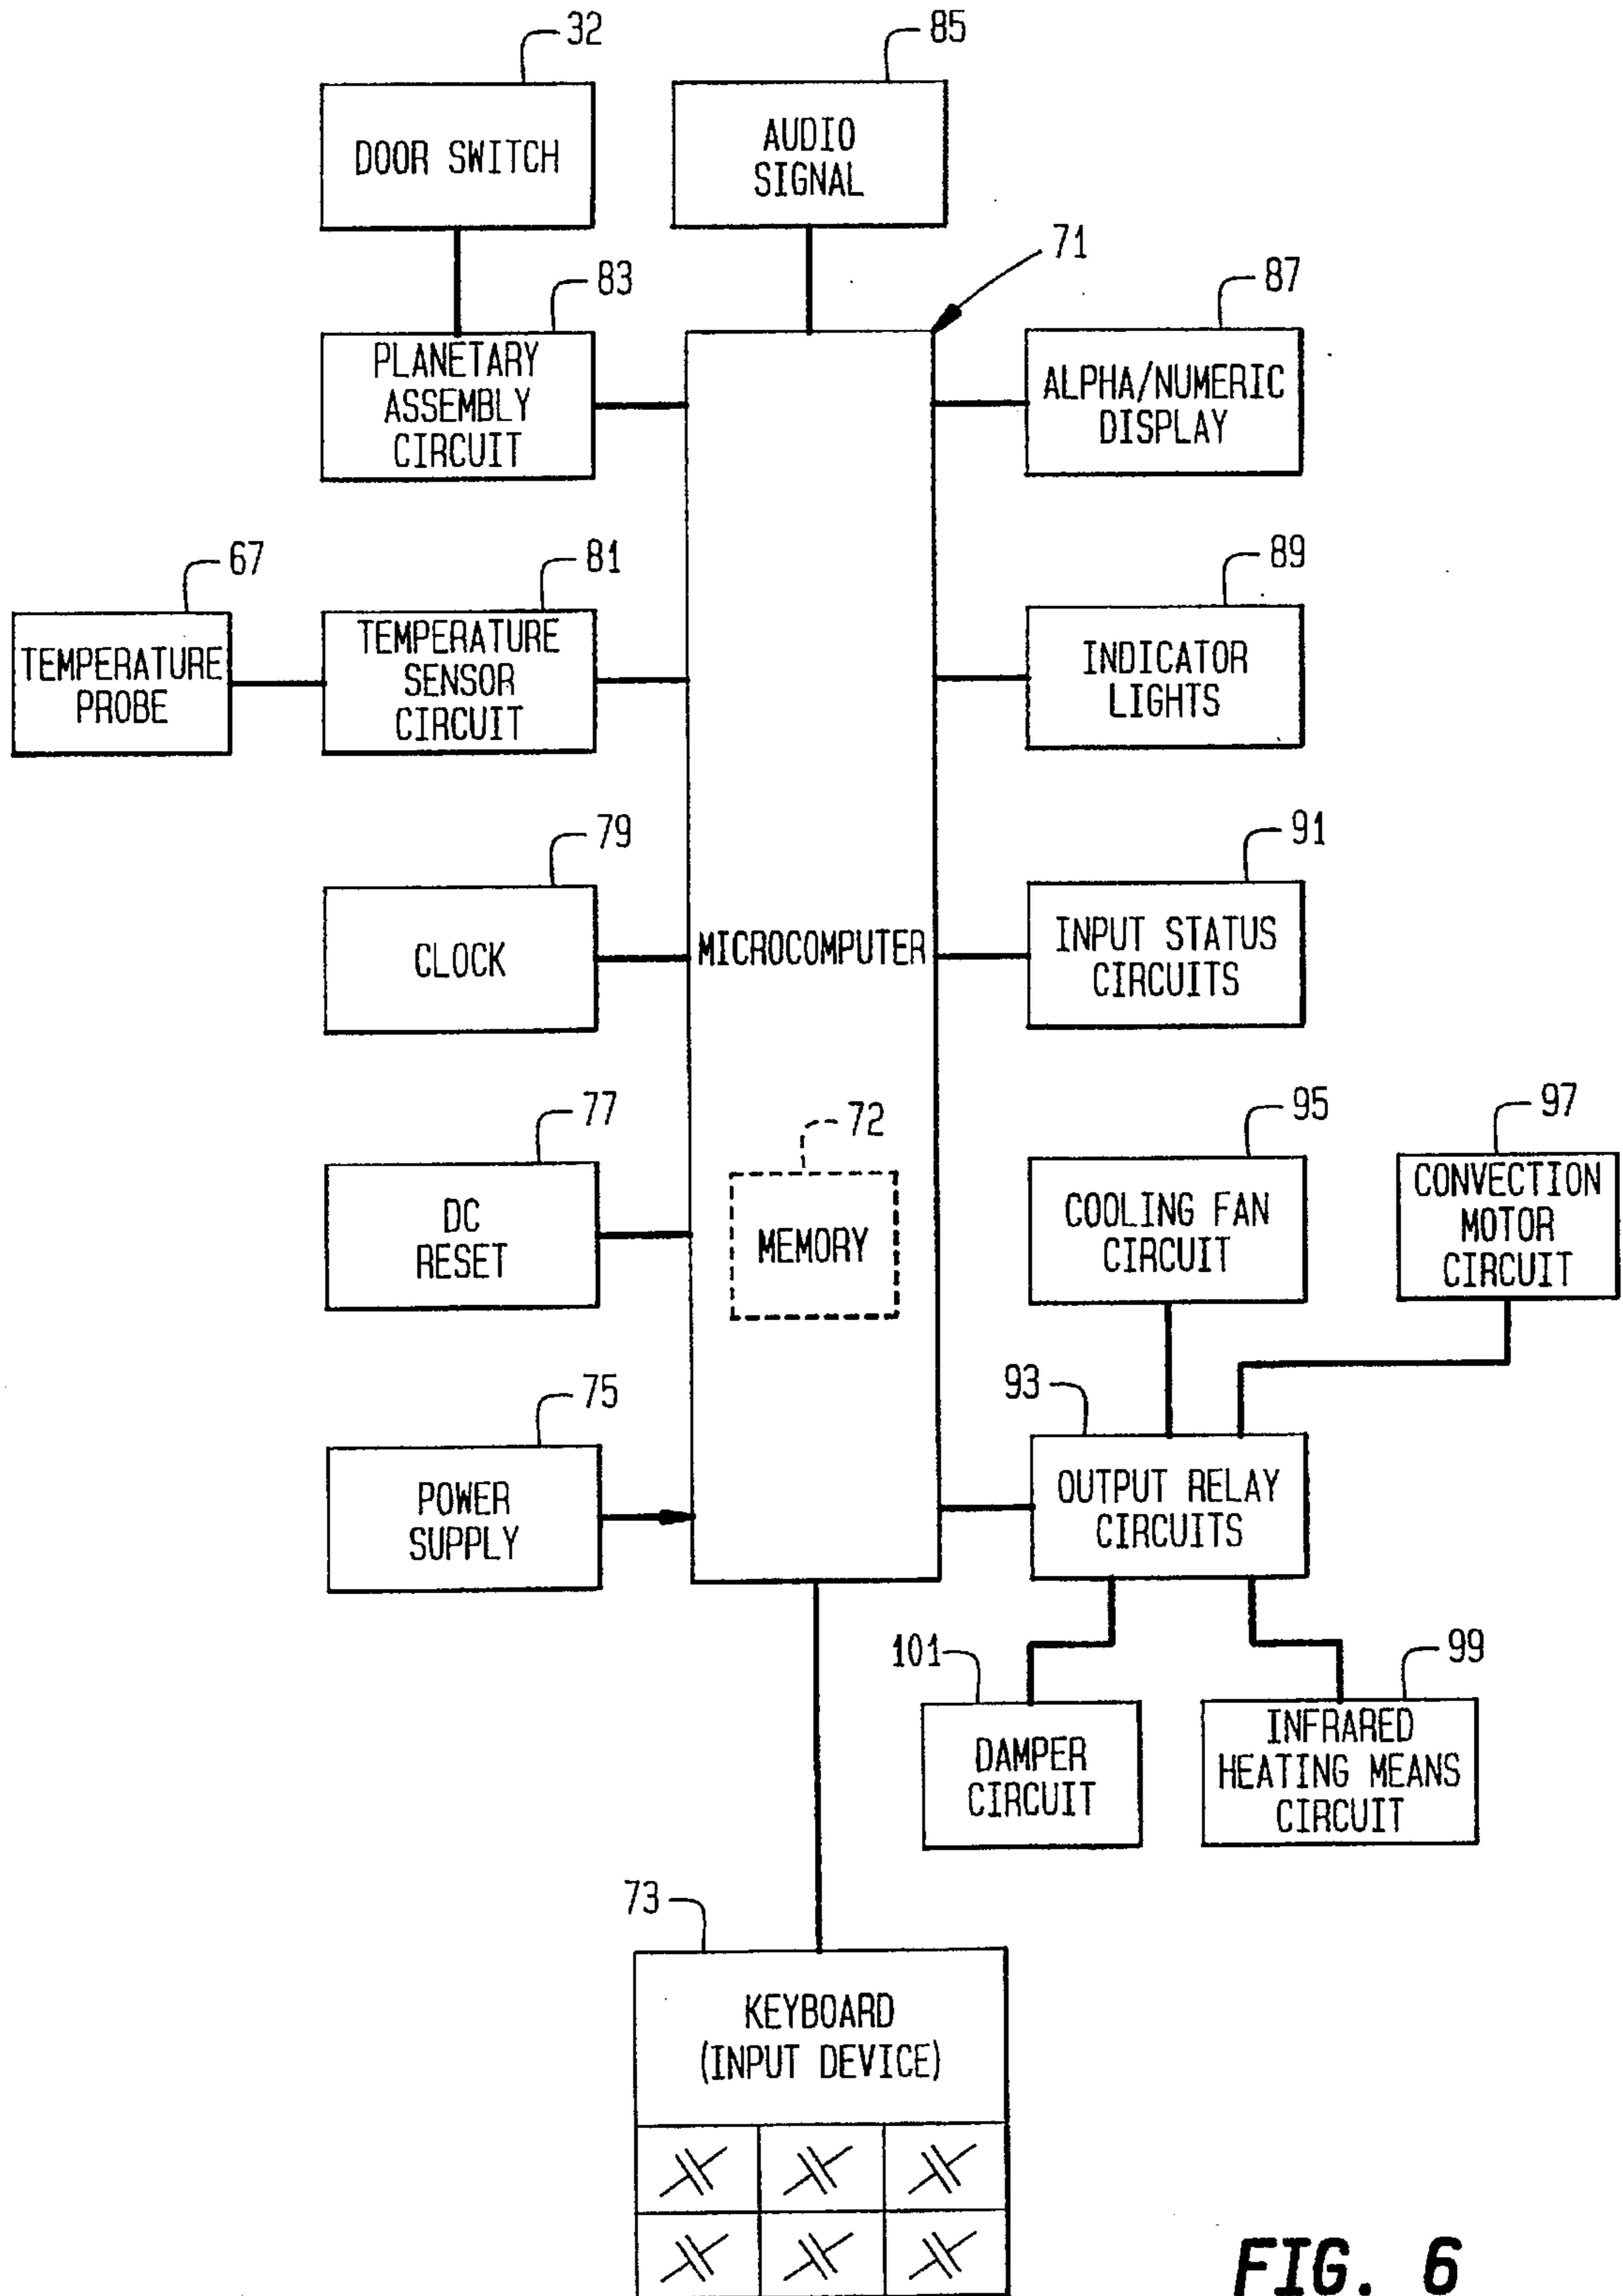 32
85
DOOR SWITCH
AUDIO
SIGNAL
71
83
87
PLANETARY
ASSEMBLY
CIRCUIT
ALPHA/NUMERIC
DISPLAY
67
81
89
TEMPERATURE
PROBE
TEMPERATURE
SENSOR
CIRCUIT
INDICATOR
LIGHTS
79
91
CLOCK
MICROCOMPUTER
INPUT STATUS
CIRCUITS
77
72
95
97
DC
RESET
MEMORY
COOLING FAN
CIRCUIT
CONVECTION
MOTOR
CIRCUIT
75
93
POWER
SUPPLY
OUTPUT RELAY
CIRCUITS
101
99
DAMPER
CIRCUIT
INFRARED
HEATING MEANS
CIRCUIT
73
KEYBOARD
(INPUT DEVICE)
FIG. 6